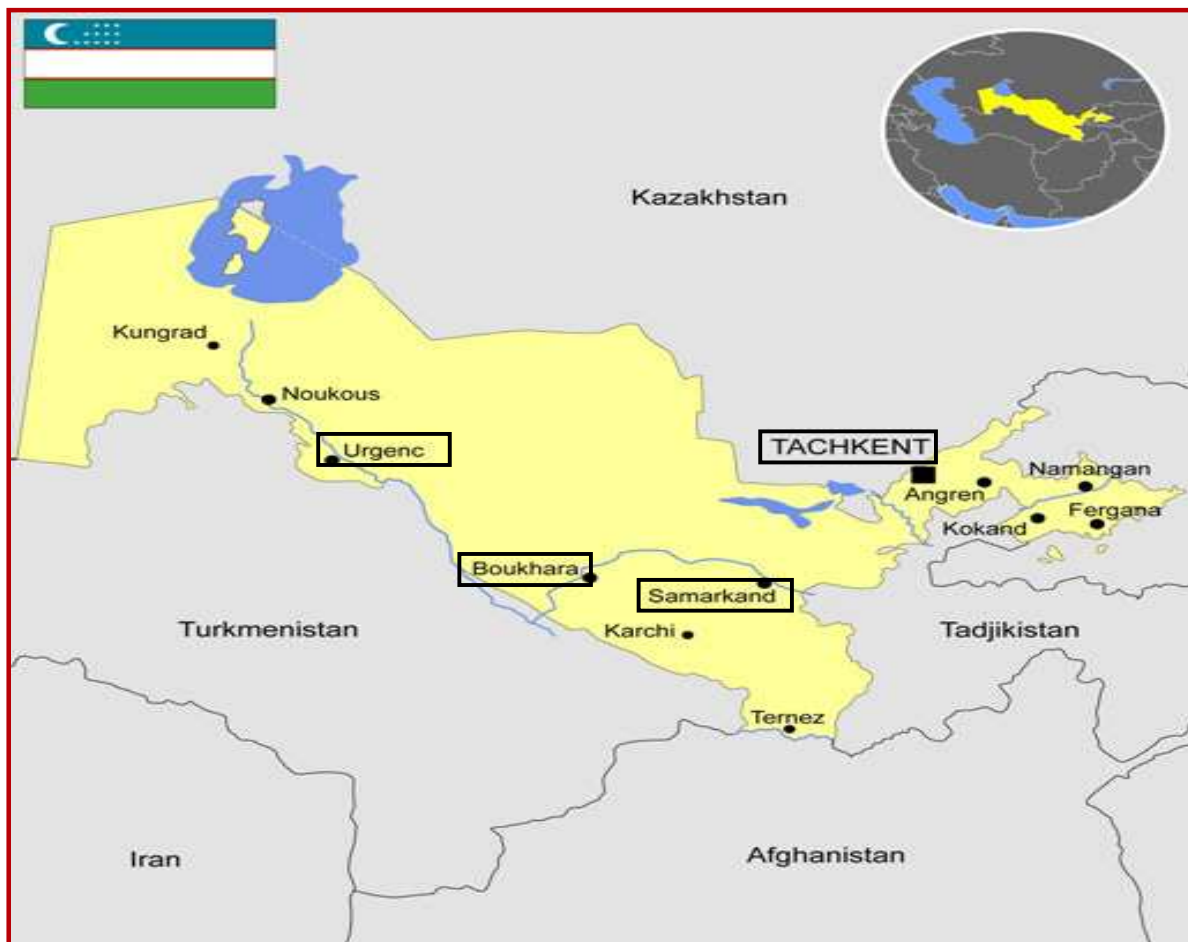 Kazakhstan
Kungrad
Noukous
Urgenc
TACHKENT
Namangan
Angren
Fergana
Kokand
Boukhara
Samarkand
Karchi
Turkmenistan
Tadjikistan
Ternez
Iran
Afghanistan